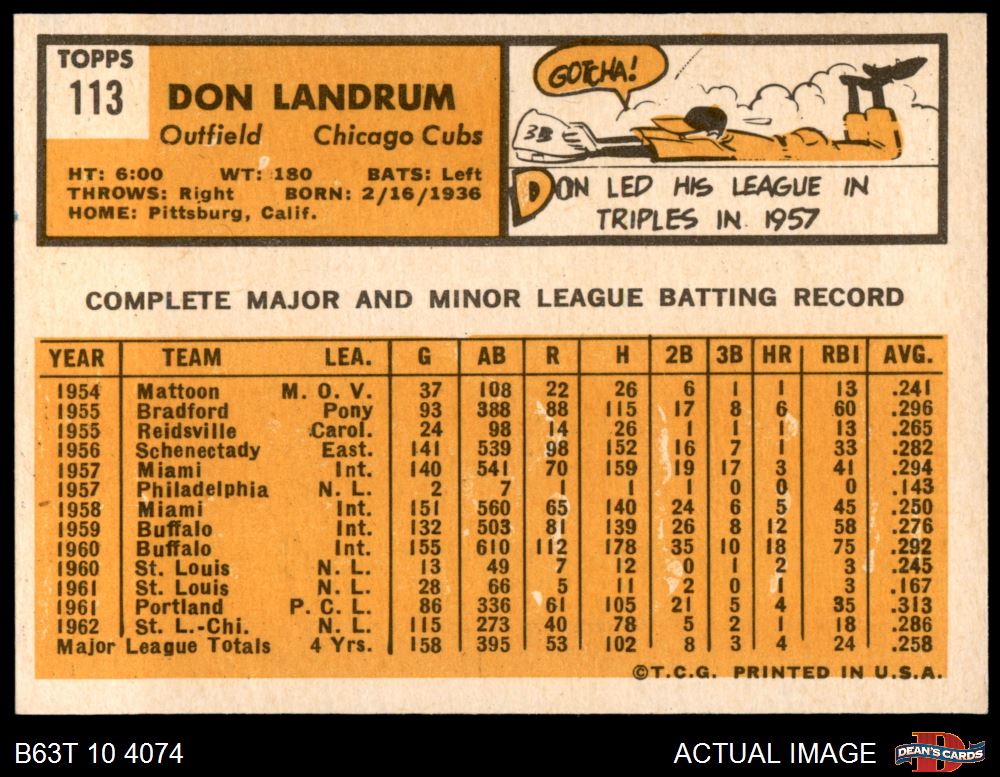 TOPPS
113
DON LANDRUM
Outfield Chicago Cubs
HT: 6:00 WT: 180 BATS: Left
THROWS: Right BORN: 2/16/1936
HOME: Pittsburg, Calif.
GOTCHA!
3B
DON LED HIS LEAGUE IN
TRIPLES IN 1957
COMPLETE MAJOR AND MINOR LEAGUE BATTING RECORD
YEAR TEAM LEA. G AB R H 2B 3B HR RBI AVG.
1954 Mattoon M. O. V. 37 108 22 26 6 1 1 13 .241
1955 Bradford Pony 93 388 88 115 17 8 6 60 .296
1955 Reidsville Carol. 24 98 14 26 1 1 1 13 .265
1956 Schenectady East. 141 539 98 152 16 7 1 33 .282
1957 Miami Int. 140 541 70 159 19 17 3 41 .294
1957 Philadelphia N. L. 2 7 1 1 1 0 0 0 .143
1958 Miami Int. 151 560 65 140 24 6 5 45 .250
1959 Buffalo Int. 132 503 81 139 26 8 12 58 .276
1960 Buffalo Int. 155 610 112 178 35 10 18 75 .292
1960 St. Louis N. L. 13 49 7 12 0 1 2 3 .245
1961 St. Louis N. L. 28 66 5 11 2 0 1 3 .167
1961 Portland P. C. L. 86 336 61 105 21 5 4 35 .313
1962 St. L.-Chi. N. L. 115 273 40 78 5 2 1 18 .286
Major League Totals 4 Yrs. 158 395 53 102 8 3 4 24 .258
©T.C.G. PRINTED IN U.S.A.
B63T 10 4074
ACTUAL IMAGE
D
DEAN'S CARDS